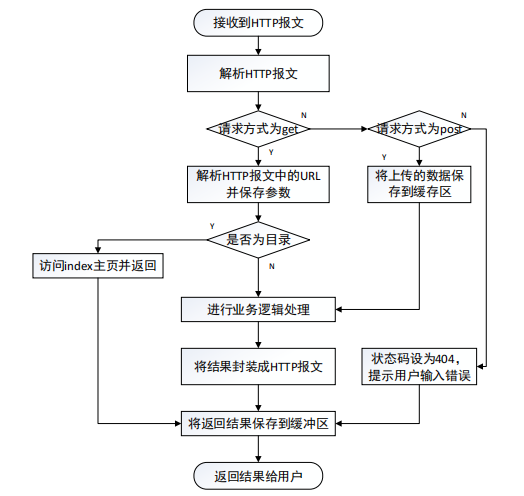 接收到HTTP报文
解析HTTP报文
请求方式为get
N
请求方式为post
N
Y
Y
解析HTTP报文中的URL
并保存参数
将上传的数据保
存到缓存区
Y
是否为目录
N
访问index主页并返回
进行业务逻辑处理
将结果封装成HTTP报文
状态码设为404，
提示用户输入错误
将返回结果保存到缓冲区
返回结果给用户